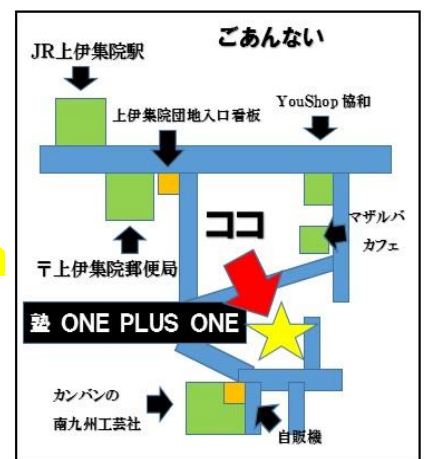 ごあんない
JR上伊集院駅
上伊集院団地入口看板
YouShop 協和
ココ
マザルバ
カフェ
〒上伊集院郵便局
塾 ONE PLUS ONE
カンバンの
南九州工芸社
自販機